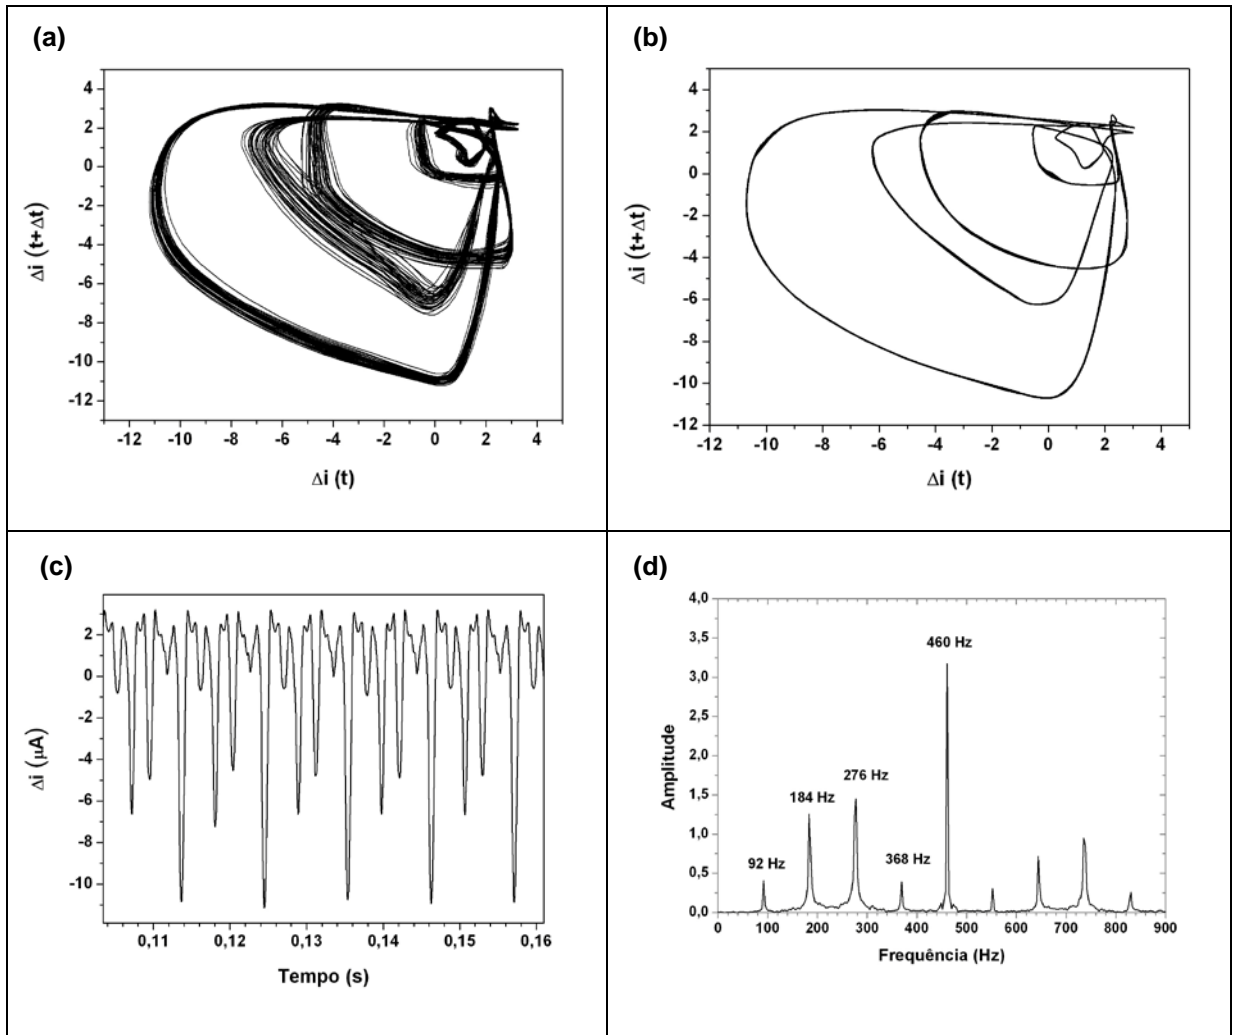 (a)
4
2
0
-2
-4
-6
-8
-10
-12
Δi (t+Δt)
-12 -10 -8 -6 -4 -2 0 2 4
Δi (t)
(b)
4
2
0
-2
-4
-6
-8
-10
-12
Δi (t+Δt)
-12 -10 -8 -6 -4 -2 0 2 4
Δi (t)
(c)
2
0
-2
-4
-6
-8
-10
Δi (μA)
0,11 0,12 0,13 0,14 0,15 0,16
Tempo (s)
(d)
4,0
3,5
3,0
2,5
2,0
1,5
1,0
0,5
0,0
Amplitude
460 Hz
276 Hz
184 Hz
92 Hz
368 Hz
0 100 200 300 400 500 600 700 800 900
Frequência (Hz)